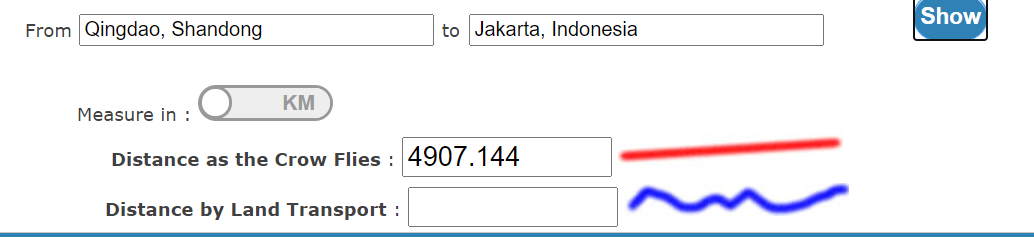 From Qingdao, Shandong to Jakarta, Indonesia Show
Measure in : KM
Distance as the Crow Flies : 4907.144
Distance by Land Transport :